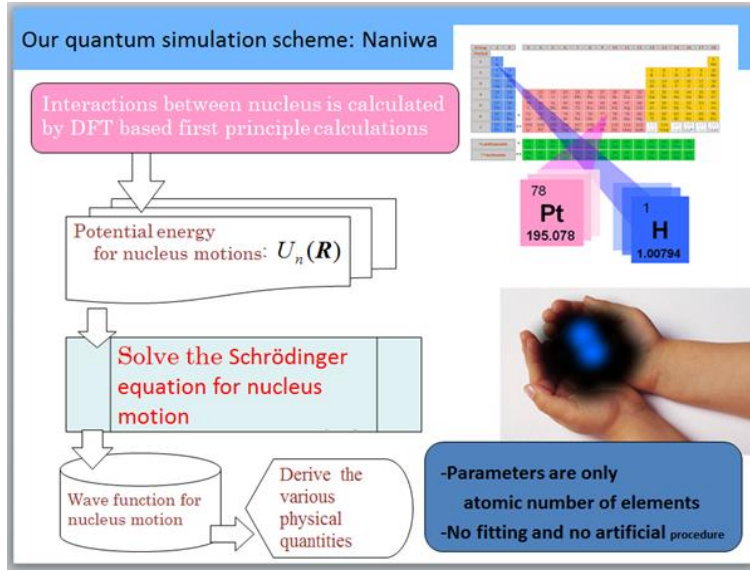 Our quantum simulation scheme: Naniwa
Interactions between nucleus is calculated
by DFT based first principle calculations
Potential energy
for nucleus motions: Uₙ(R)
Solve the Schrödinger
equation for nucleus
motion
Wave function for
nucleus motion
Derive the
various
physical
quantities
78
Pt
195.078
1
H
1.00794
-Parameters are only
atomic number of elements
-No fitting and no artificial procedure